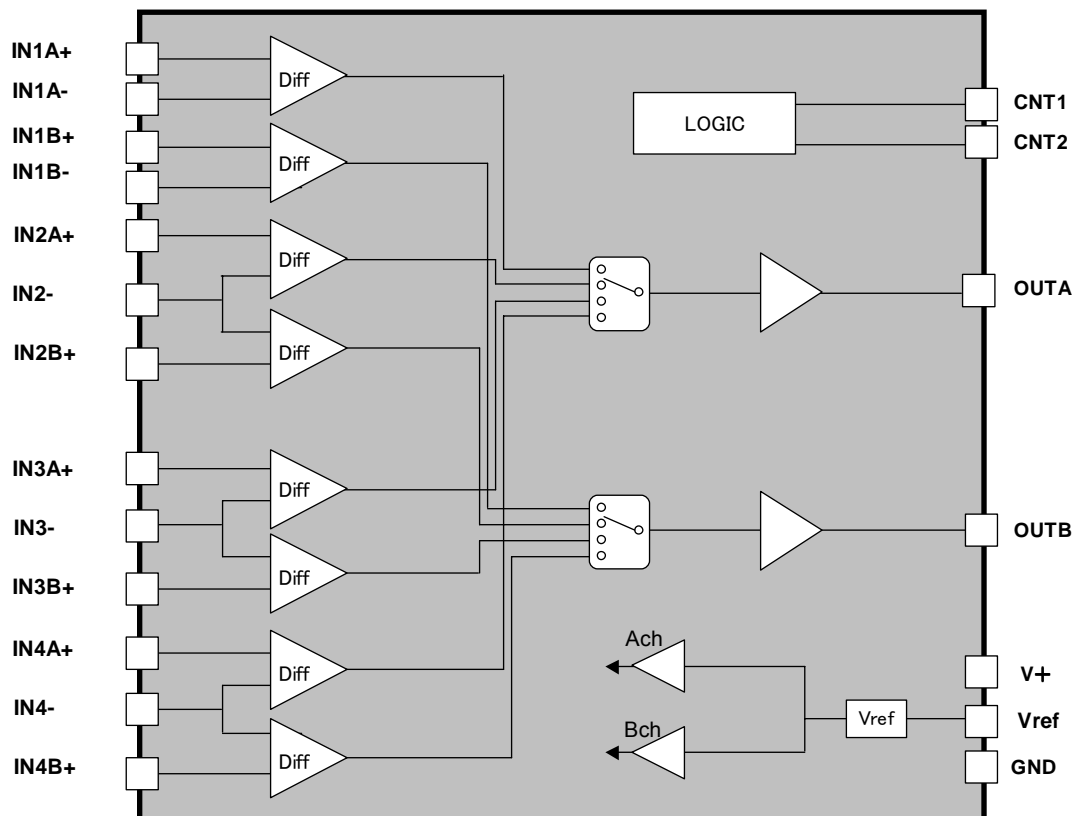 IN1A+
IN1A-
IN1B+
IN1B-
IN2A+
IN2-
IN2B+
IN3A+
IN3-
IN3B+
IN4A+
IN4-
IN4B+
Diff
Diff
Diff
Diff
Diff
Diff
Diff
Diff
LOGIC
Ach
Bch
Vref
CNT1
CNT2
OUTA
OUTB
V+
Vref
GND